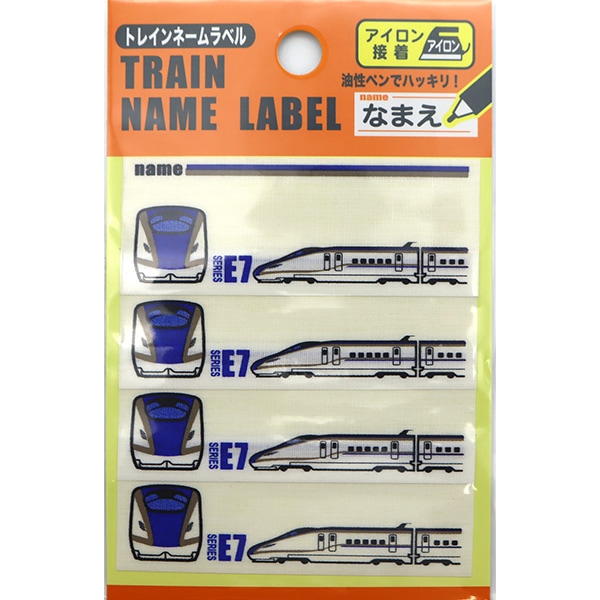 トレインネームラベル
TRAIN
NAME LABEL
アイロン
接着
アイロン
油性ペンでハッキリ！
name
なまえ
name
SERIES E7
SERIES E7
SERIES E7
SERIES E7